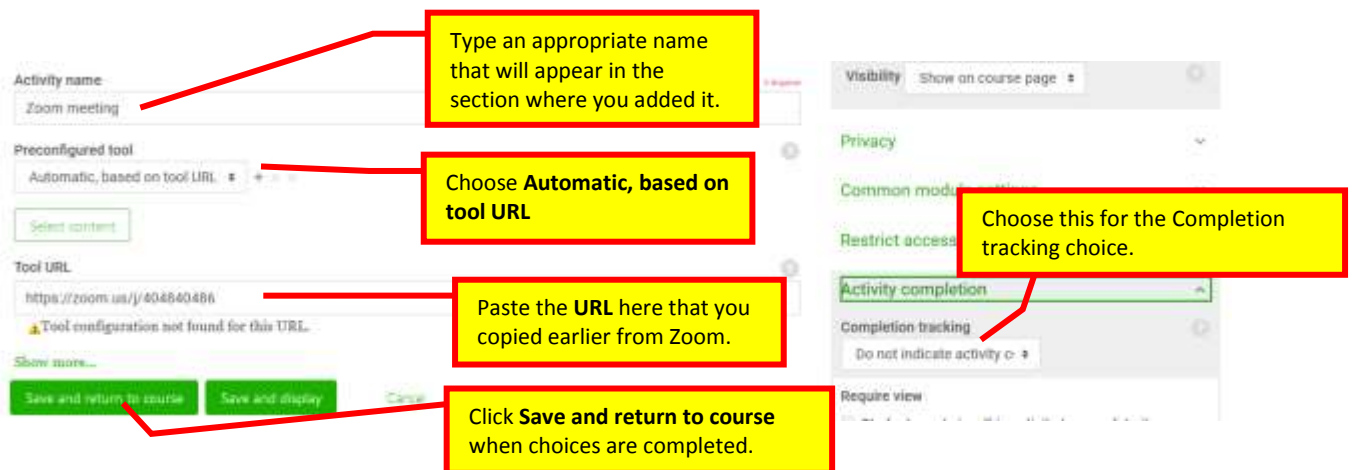 Type an appropriate name
that will appear in the
section where you added it.
Activity name
Zoom meeting
Preconfigured tool
Automatic, based on tool URL
Choose Automatic, based on
tool URL
Select content
Tool URL
https://zoom.us/j/404840486
Tool configuration not found for this URL.
Paste the URL here that you
copied earlier from Zoom.
Show more...
Save and return to course
Save and display
Cancel
Click Save and return to course
when choices are completed.
Visibility Show on course page
Privacy
Common module settings
Restrict access
Choose this for the Completion
tracking choice.
Activity completion
Completion tracking
Do not indicate activity c
Require view